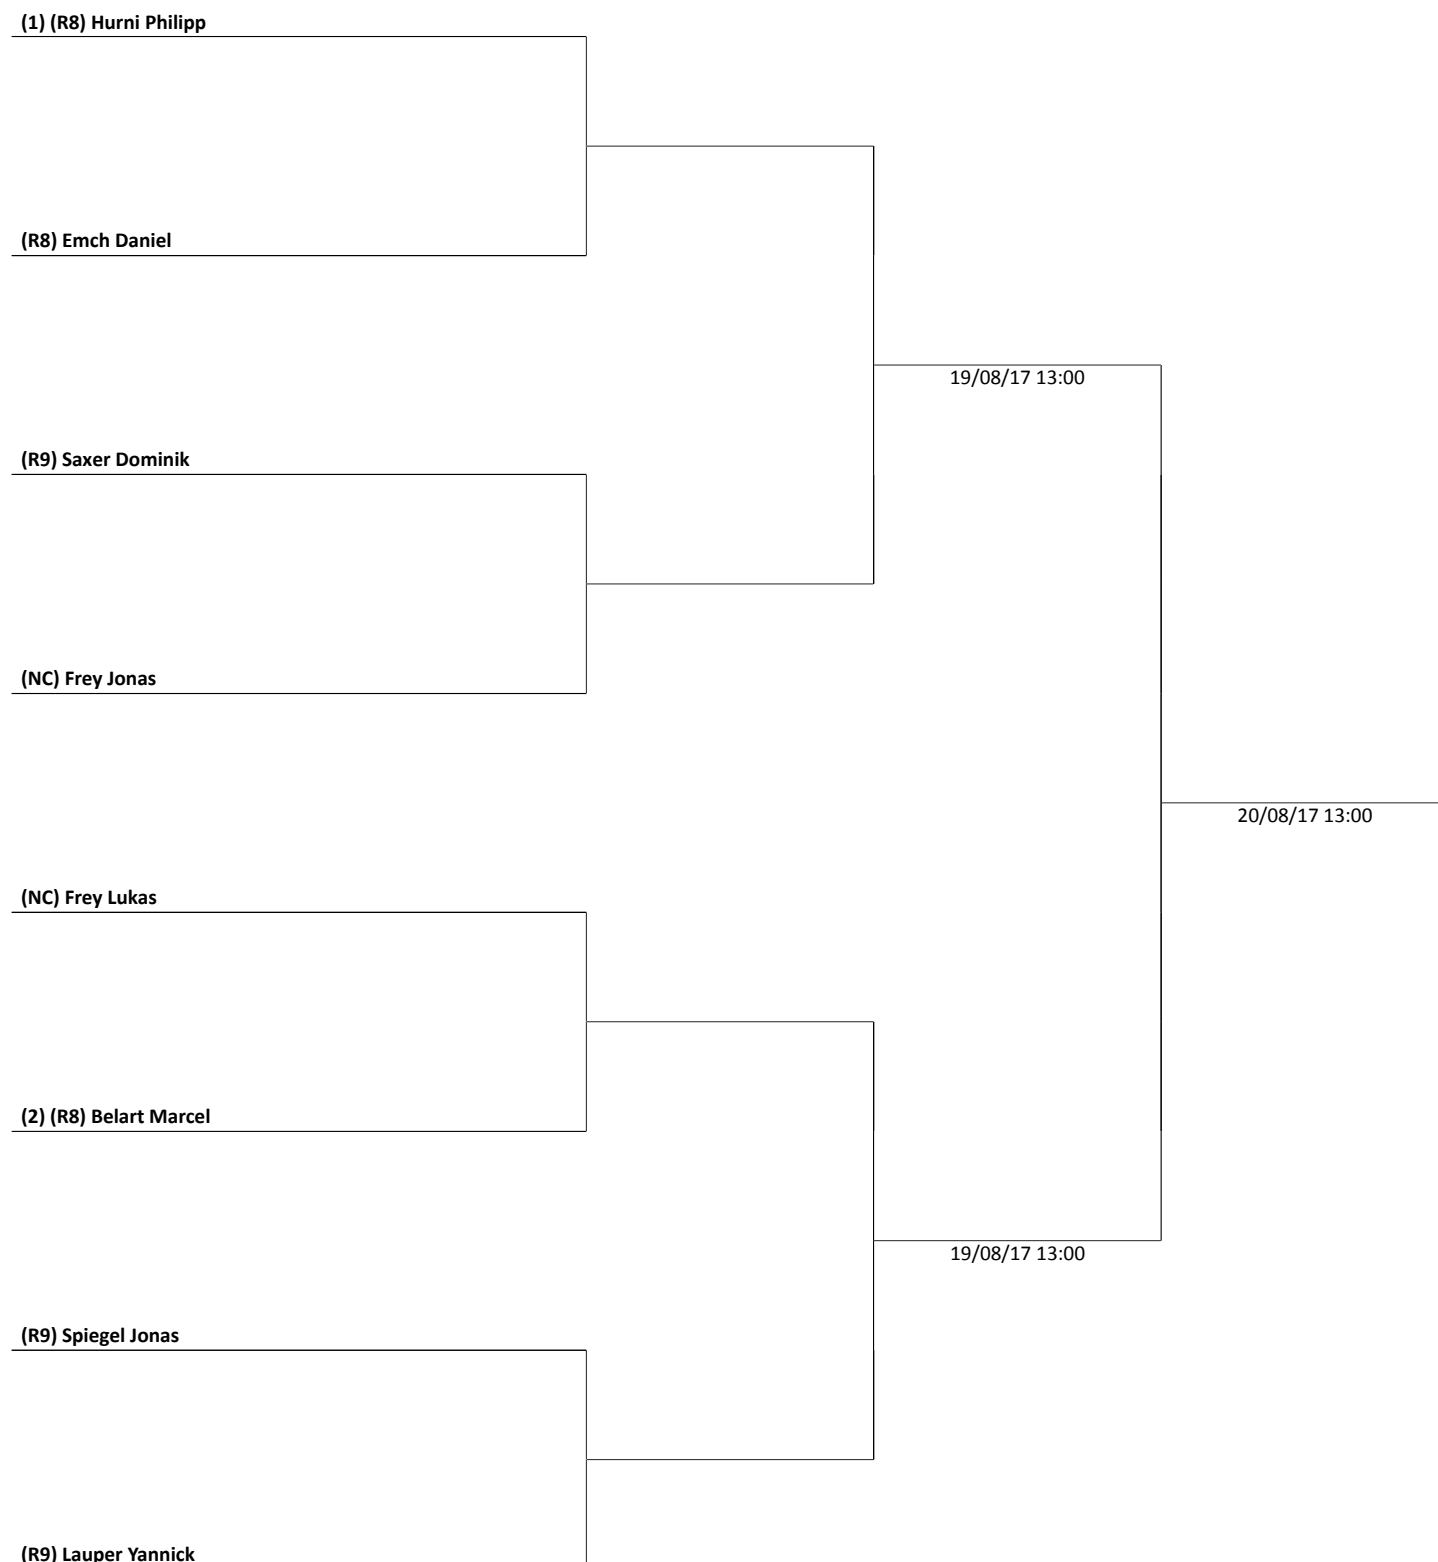 (1) (R8) Hurni Philipp
(R8) Emch Daniel
19/08/17 13:00
(R9) Saxer Dominik
(NC) Frey Jonas
20/08/17 13:00
(NC) Frey Lukas
(2) (R8) Belart Marcel
19/08/17 13:00
(R9) Spiegel Jonas
(R9) Lauper Yannick